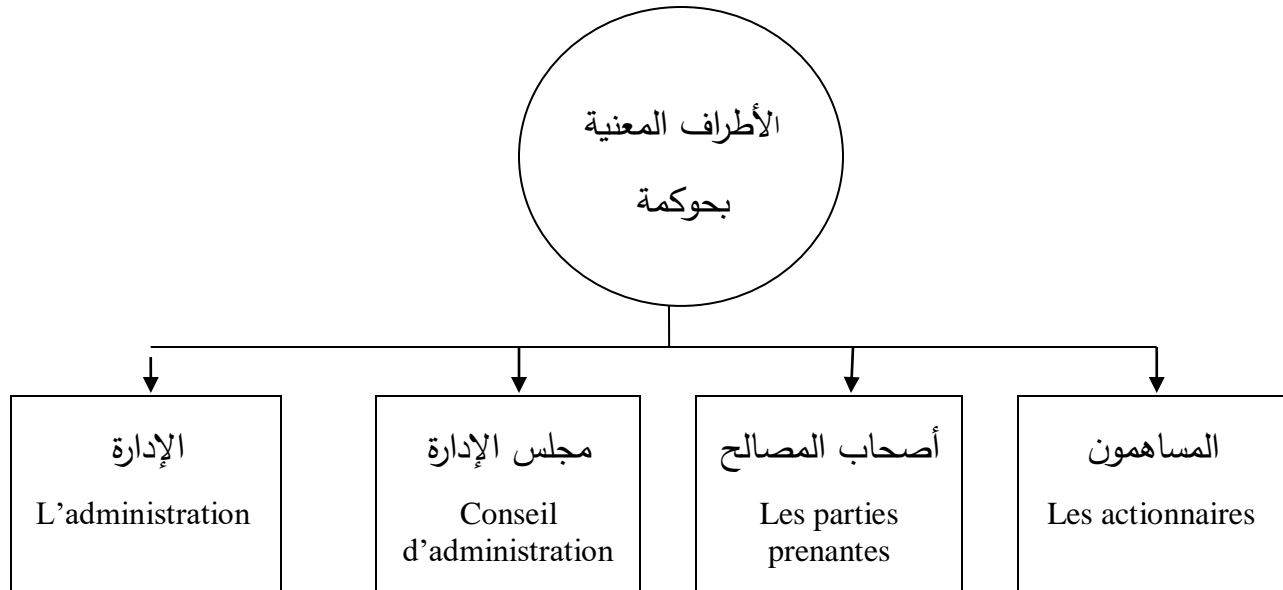 الأطراف المعنية
بحوكمة
المساهمون
Les actionnaires
أصحاب المصالح
Les parties
prenantes
مجلس الإدارة
Conseil
d’administration
الإدارة
L’administration